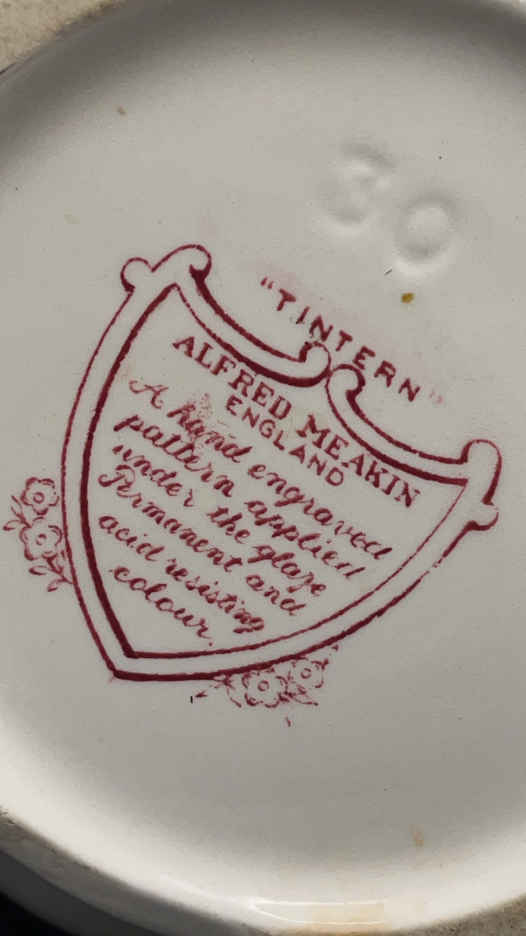 30
"TINTERN"
ALFRED MEAKIN
ENGLAND
A hand engraved
pattern applied
under the glaze
Permanent and
acid resisting
colour.